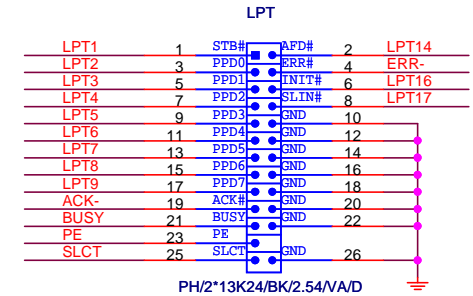 LPT
LPT1 1 STB# AFD# 2 LPT14
LPT2 3 PPD0 ERR# 4 ERR-
LPT3 5 PPD1 INIT# 6 LPT16
LPT4 7 PPD2 SLIN# 8 LPT17
LPT5 9 PPD3 GND 10
LPT6 11 PPD4 GND 12
LPT7 13 PPD5 GND 14
LPT8 15 PPD6 GND 16
LPT9 17 PPD7 GND 18
ACK- 19 ACK# GND 20
BUSY 21 BUSY GND 22
PE 23 PE
SLCT 25 SLCT GND 26
PH/2*13K24/BK/2.54/VA/D